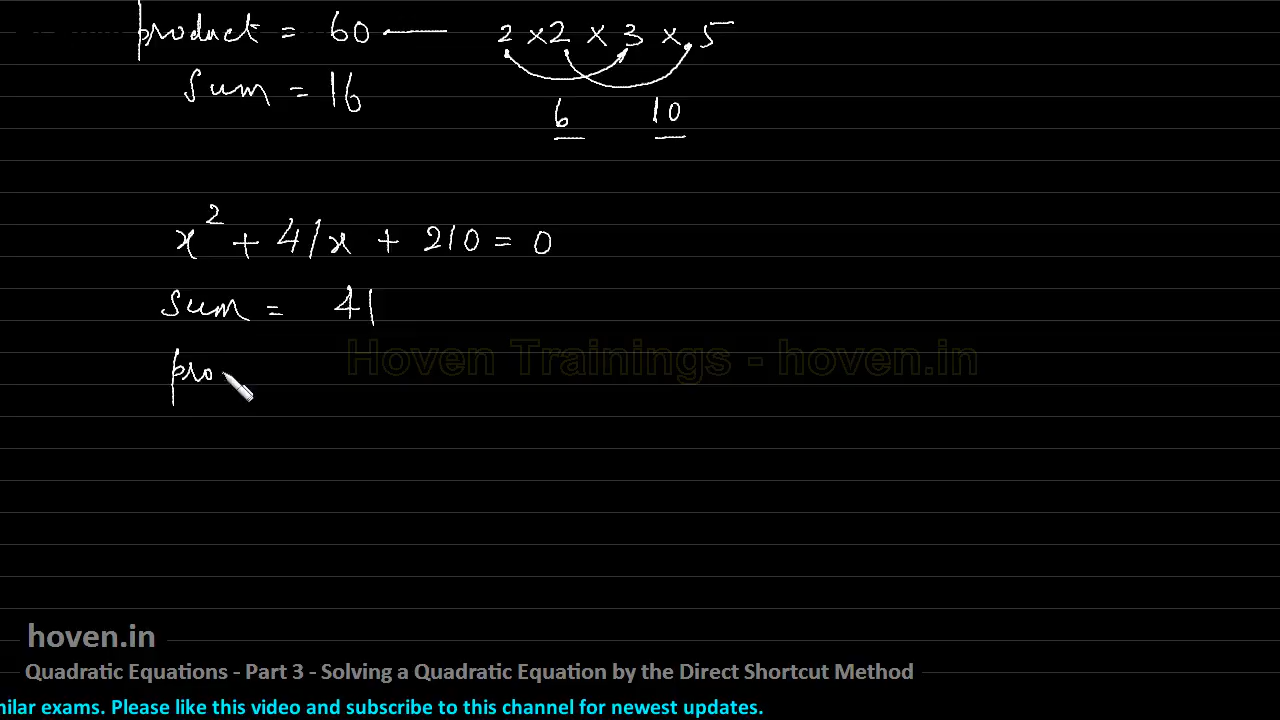 product = 60 — 2 × 2 × 3 × 5
sum = 16
6 10
x² + 41x + 210 = 0
sum = 41
pro
Hoven Trainings - hoven.in
hoven.in
Quadratic Equations - Part 3 - Solving a Quadratic Equation by the Direct Shortcut Method
nilar exams. Please like this video and subscribe to this channel for newest updates.